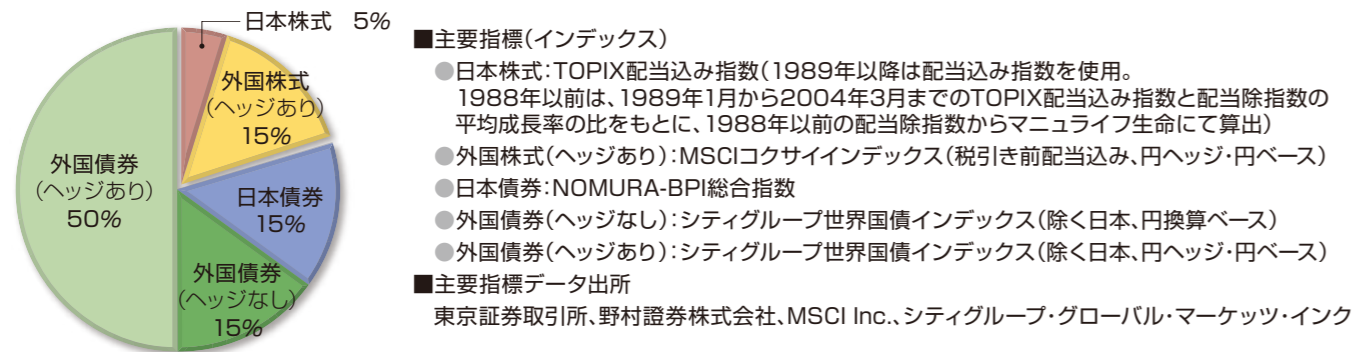 日本株式 5%
外国株式
(ヘッジあり)
15%
日本債券
15%
外国債券
(ヘッジなし)
15%
外国債券
(ヘッジあり)
50%
■主要指標(インデックス)
●日本株式:TOPIX配当込み指数(1989年以降は配当込み指数を使用。
1988年以前は、1989年1月から2004年3月までのTOPIX配当込み指数と配当除指数の
平均成長率の比をもとに、1988年以前の配当除指数からマニュライフ生命にて算出)
●外国株式(ヘッジあり):MSCIコクサイインデックス(税引き前配当込み、円ヘッジ・円ベース)
●日本債券:NOMURA-BPI総合指数
●外国債券(ヘッジなし):シティグループ世界国債インデックス(除く日本、円換算ベース)
●外国債券(ヘッジあり):シティグループ世界国債インデックス(除く日本、円ヘッジ・円ベース)
■主要指標データ出所
東京証券取引所、野村證券株式会社、MSCI Inc.、シティグループ・グローバル・マーケッツ・インク